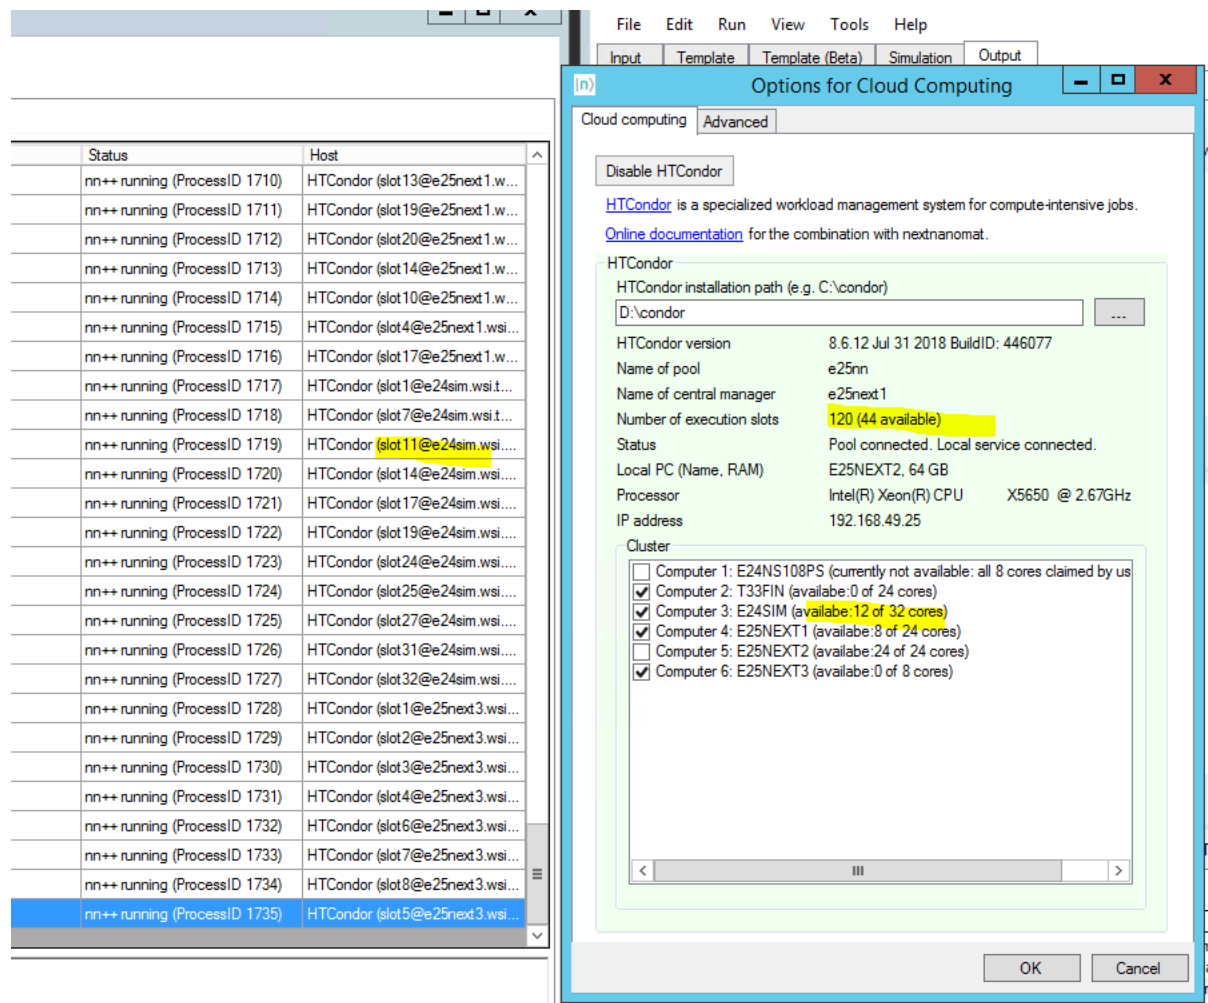 File Edit Run View Tools Help
Input Template Template (Beta) Simulation Output
Options for Cloud Computing
Cloud computing Advanced
Disable HTCondor
HTCondor is a specialized workload management system for compute-intensive jobs.
Online documentation for the combination with nextnanomat.
HTCondor
HTCondor installation path (e.g. C:\condor)
D:\condor
...
HTCondor version 8.6.12 Jul 31 2018 BuildID: 446077
Name of pool e25nn
Name of central manager e25next1
Number of execution slots 120 (44 available)
Status Pool connected. Local service connected.
Local PC (Name, RAM) E25NEXT2, 64 GB
Processor Intel(R) Xeon(R) CPU X5650 @ 2.67GHz
IP address 192.168.49.25
Cluster
Computer 1: E24NS108PS (currently not available: all 8 cores claimed by us
Computer 2: T33FIN (availabe:0 of 24 cores)
Computer 3: E24SIM (availabe:12 of 32 cores)
Computer 4: E25NEXT1 (availabe:8 of 24 cores)
Computer 5: E25NEXT2 (availabe:24 of 24 cores)
Computer 6: E25NEXT3 (availabe:0 of 8 cores)
OK Cancel
Status Host
nn++ running (ProcessID 1710) HTCondor (slot13@e25next1.w...
nn++ running (ProcessID 1711) HTCondor (slot19@e25next1.w...
nn++ running (ProcessID 1712) HTCondor (slot20@e25next1.w...
nn++ running (ProcessID 1713) HTCondor (slot14@e25next1.w...
nn++ running (ProcessID 1714) HTCondor (slot10@e25next1.w...
nn++ running (ProcessID 1715) HTCondor (slot4@e25next1.wsi...
nn++ running (ProcessID 1716) HTCondor (slot17@e25next1.w...
nn++ running (ProcessID 1717) HTCondor (slot1@e24sim.wsi.t...
nn++ running (ProcessID 1718) HTCondor (slot7@e24sim.wsi.t...
nn++ running (ProcessID 1719) HTCondor (slot11@e24sim.wsi....
nn++ running (ProcessID 1720) HTCondor (slot14@e24sim.wsi....
nn++ running (ProcessID 1721) HTCondor (slot17@e24sim.wsi....
nn++ running (ProcessID 1722) HTCondor (slot19@e24sim.wsi....
nn++ running (ProcessID 1723) HTCondor (slot24@e24sim.wsi....
nn++ running (ProcessID 1724) HTCondor (slot25@e24sim.wsi....
nn++ running (ProcessID 1725) HTCondor (slot27@e24sim.wsi....
nn++ running (ProcessID 1726) HTCondor (slot31@e24sim.wsi....
nn++ running (ProcessID 1727) HTCondor (slot32@e24sim.wsi....
nn++ running (ProcessID 1728) HTCondor (slot1@e25next3.wsi...
nn++ running (ProcessID 1729) HTCondor (slot2@e25next3.wsi...
nn++ running (ProcessID 1730) HTCondor (slot3@e25next3.wsi...
nn++ running (ProcessID 1731) HTCondor (slot4@e25next3.wsi...
nn++ running (ProcessID 1732) HTCondor (slot6@e25next3.wsi...
nn++ running (ProcessID 1733) HTCondor (slot7@e25next3.wsi...
nn++ running (ProcessID 1734) HTCondor (slot8@e25next3.wsi...
nn++ running (ProcessID 1735) HTCondor (slot5@e25next3.wsi...